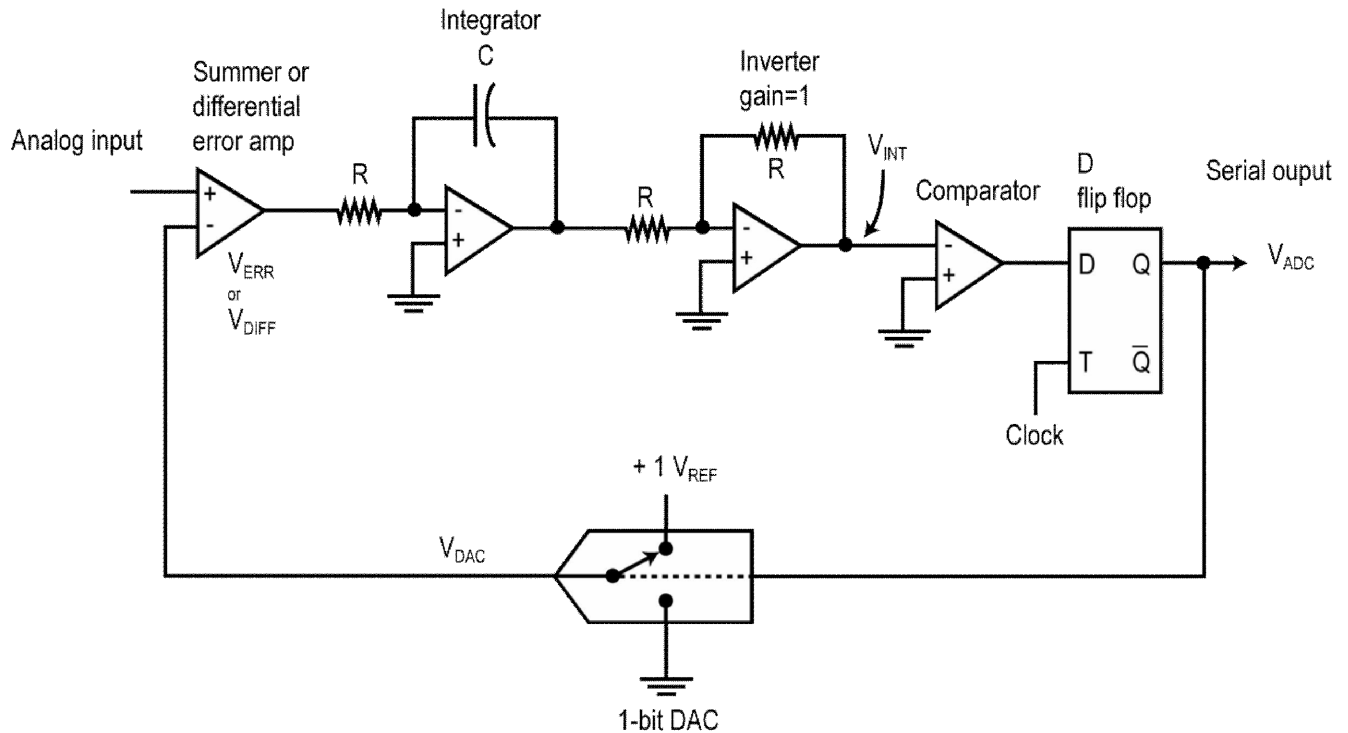 Integrator
C
Summer or
differential
error amp
Inverter
gain=1
Analog input
R
R
R
V_INT
Comparator
D
flip flop
Serial ouput
+
-
-
+
-
+
-
+
D Q
T Q̅
V_ADC
V_ERR
or
V_DIFF
Clock
+ 1 V_REF
V_DAC
1-bit DAC